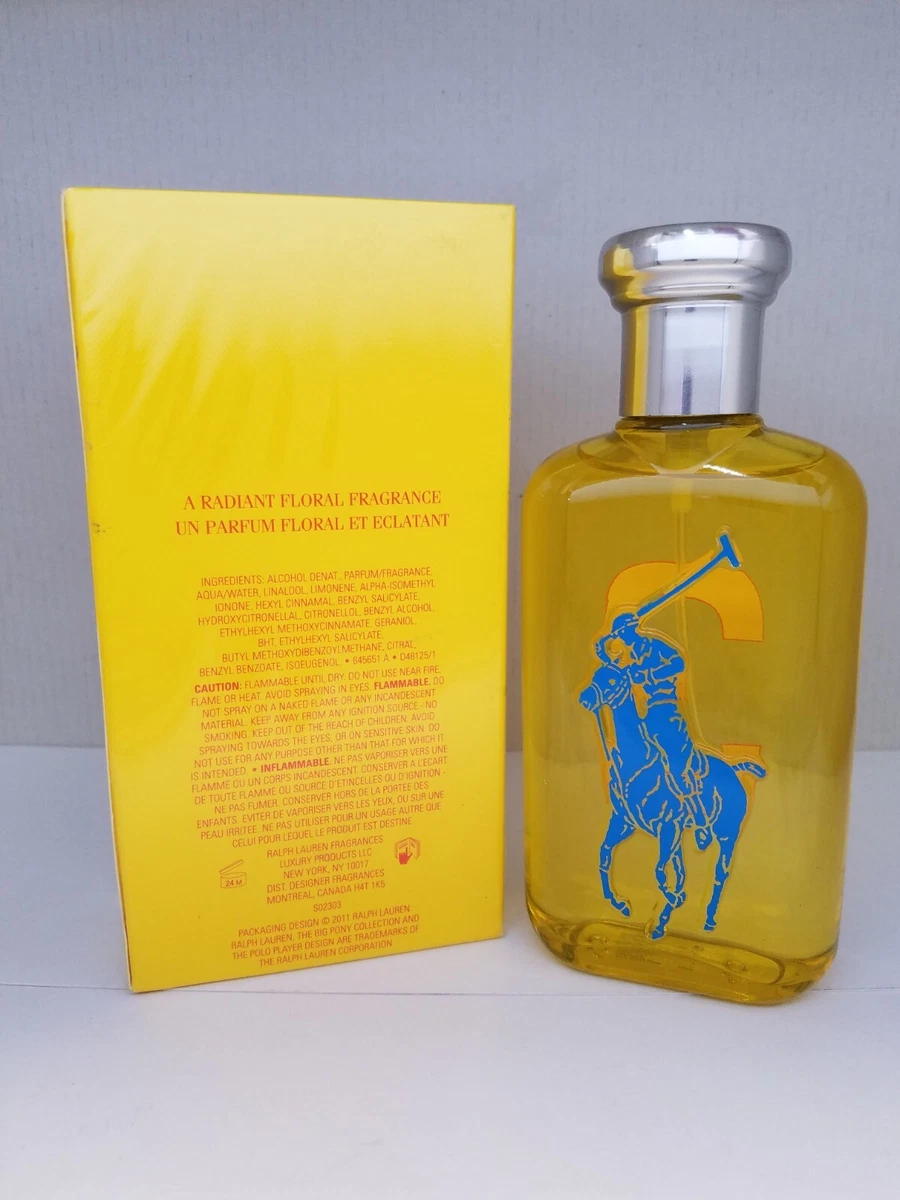 A RADIANT FLORAL FRAGRANCE
UN PARFUM FLORAL ET ECLATANT
INGREDIENTS: ALCOHOL DENAT., PARFUM/FRAGRANCE,
AQUA/WATER, LINALOOL, LIMONENE, ALPHA-ISOMETHYL
IONONE, HEXYL CINNAMAL, BENZYL SALICYLATE,
HYDROXYCITRONELLAL, CITRONELLOL, BENZYL ALCOHOL,
ETHYLHEXYL METHOXYCINNAMATE, GERANIOL,
BHT, ETHYLHEXYL SALICYLATE,
BUTYL METHOXYDIBENZOYLMETHANE, CITRAL,
BENZYL BENZOATE, ISOEUGENOL. • 645651 A • D48125/1
CAUTION: FLAMMABLE UNTIL DRY. DO NOT USE NEAR FIRE,
FLAME OR HEAT. AVOID SPRAYING IN EYES. FLAMMABLE. DO
NOT SPRAY ON A NAKED FLAME OR ANY INCANDESCENT
MATERIAL. KEEP AWAY FROM ANY IGNITION SOURCE - NO
SMOKING. KEEP OUT OF THE REACH OF CHILDREN. AVOID
SPRAYING TOWARDS THE EYES, OR ON SENSITIVE SKIN. DO
NOT USE FOR ANY PURPOSE OTHER THAN THAT FOR WHICH IT
IS INTENDED. • INFLAMMABLE. NE PAS VAPORISER VERS UNE
FLAMME OU UN CORPS INCANDESCENT. CONSERVER A L'ECART
DE TOUTE FLAMME OU SOURCE D'ETINCELLES OU D'IGNITION -
NE PAS FUMER. CONSERVER HORS DE LA PORTEE DES
ENFANTS. EVITER DE VAPORISER VERS LES YEUX, OU SUR UNE
PEAU IRRITEE. NE PAS UTILISER POUR UN USAGE AUTRE QUE
CELUI POUR LEQUEL LE PRODUIT EST DESTINE.
RALPH LAUREN FRAGRANCES
LUXURY PRODUCTS LLC
NEW YORK, NY 10017
DIST. DESIGNER FRAGRANCES
MONTREAL, CANADA H4T 1K5
24 M
S02303
PACKAGING DESIGN © 2011 RALPH LAUREN
RALPH LAUREN, THE BIG PONY COLLECTION AND
THE POLO PLAYER DESIGN ARE TRADEMARKS OF
THE RALPH LAUREN CORPORATION